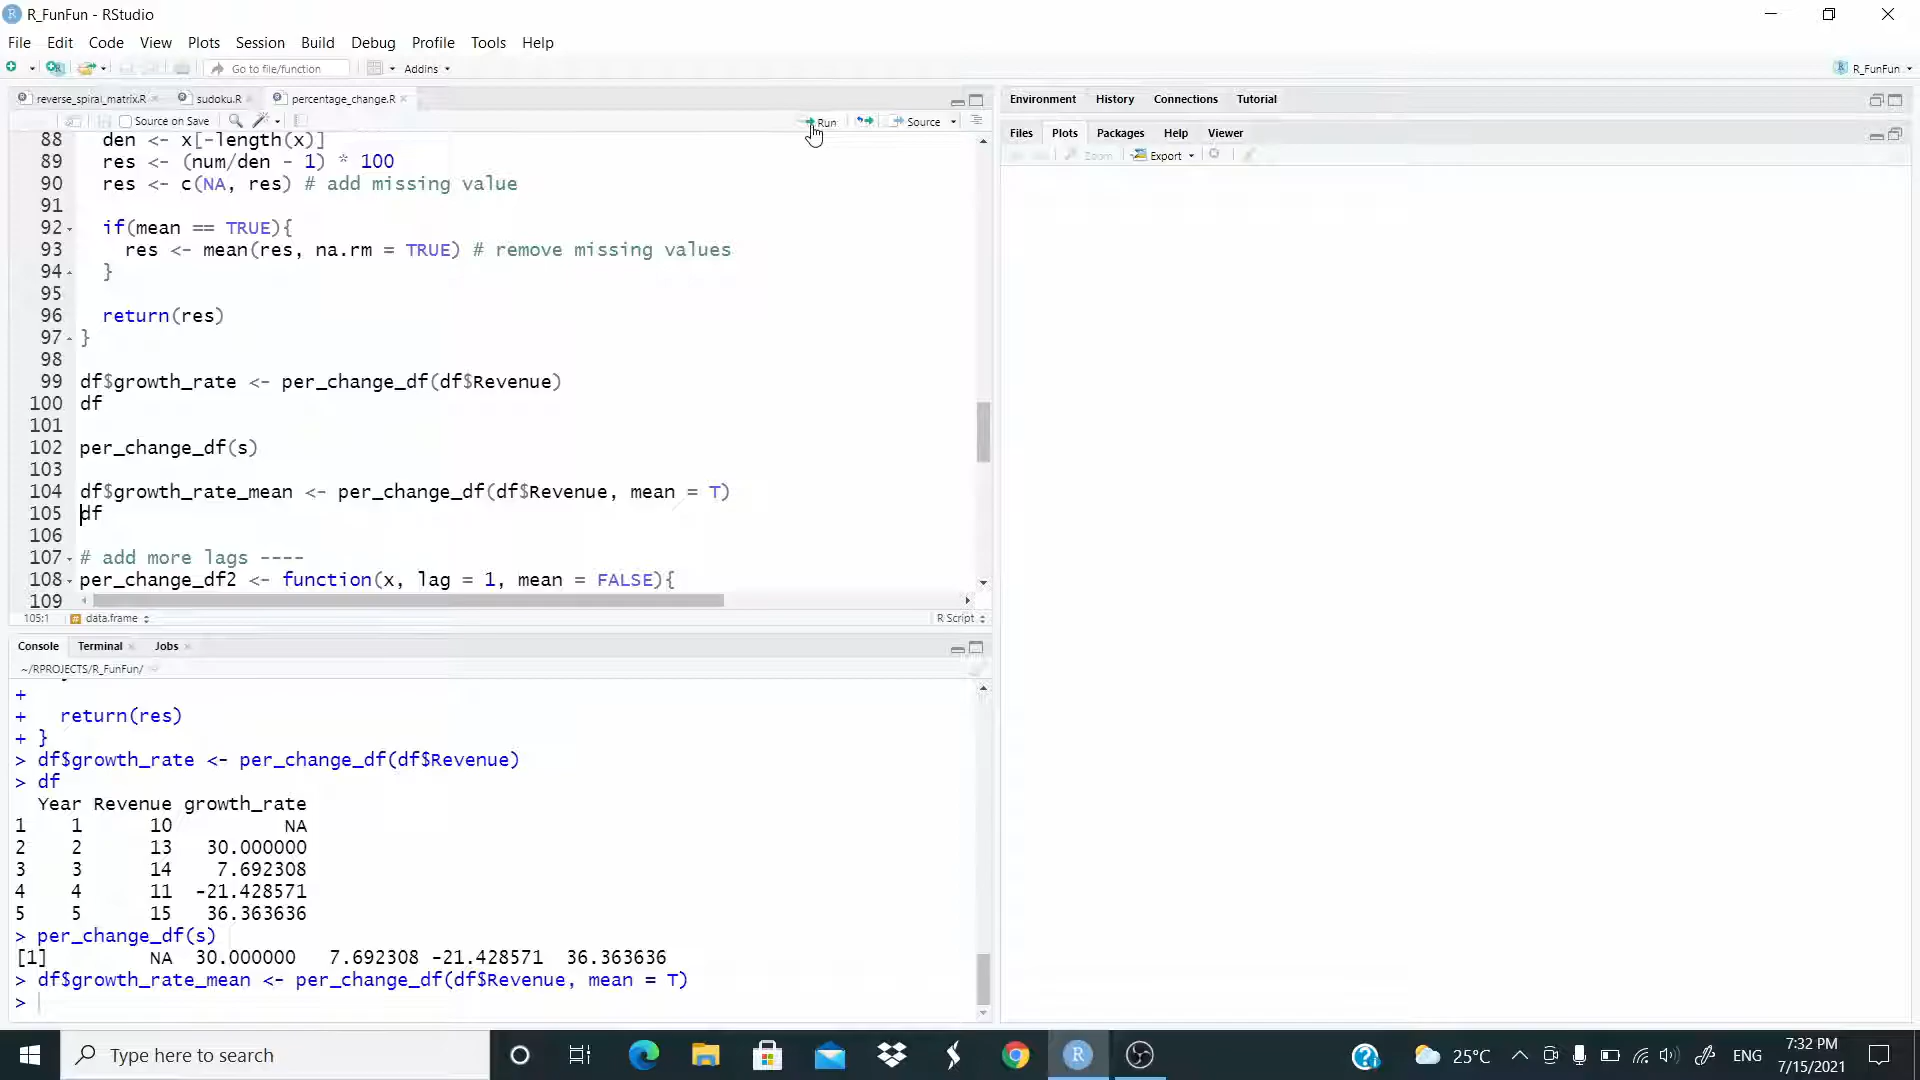 R_FunFun - RStudio
File Edit Code View Plots Session Build Debug Profile Tools Help
Go to file/function Addins R_FunFun
reverse_spiral_matrix.R sudoku.R percentage_change.R
Source on Save Run Source
88 den <- x[-length(x)]
89 res <- (num/den - 1) * 100
90 res <- c(NA, res) # add missing value
91
92 if(mean == TRUE){
93 res <- mean(res, na.rm = TRUE) # remove missing values
94 }
95
96 return(res)
97 }
98
99 df$growth_rate <- per_change_df(df$Revenue)
100 df
101
102 per_change_df(s)
103
104 df$growth_rate_mean <- per_change_df(df$Revenue, mean = T)
105 df
106
107 # add more lags ----
108 per_change_df2 <- function(x, lag = 1, mean = FALSE){
109
105:1 data.frame R Script
Console Terminal Jobs
~/RPROJECTS/R_FunFun/
+
+ return(res)
+ }
> df$growth_rate <- per_change_df(df$Revenue)
> df
Year Revenue growth_rate
1 1 10 NA
2 2 13 30.000000
3 3 14 7.692308
4 4 11 -21.428571
5 5 15 36.363636
> per_change_df(s)
[1] NA 30.000000 7.692308 -21.428571 36.363636
> df$growth_rate_mean <- per_change_df(df$Revenue, mean = T)
>
Environment History Connections Tutorial
Files Plots Packages Help Viewer
Zoom Export
Type here to search
25°C ENG
7:32 PM
7/15/2021